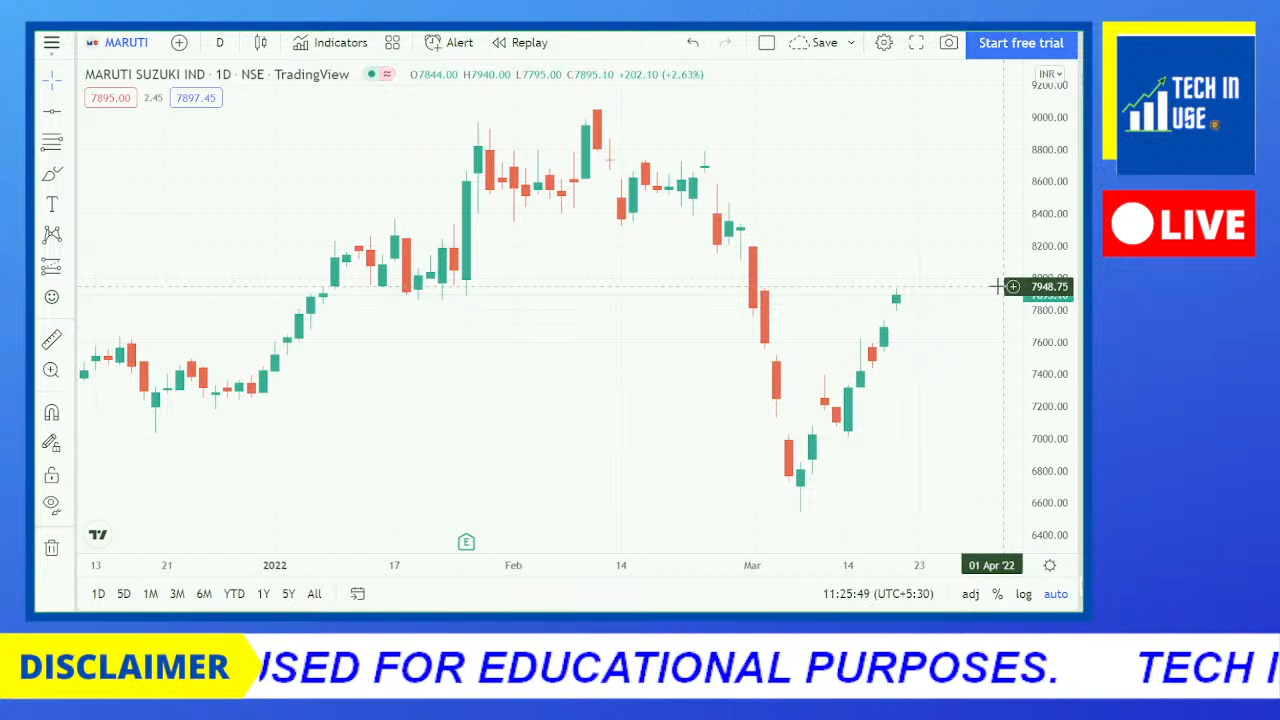 MARUTI
D
Indicators
Alert
Replay
Save
Start free trial
MARUTI SUZUKI IND · 1D · NSE · TradingView
O7844.00 H7940.00 L7795.00 C7895.10 +202.10 (+2.63%)
7895.00 2.45 7897.45
INR
9200.00
9000.00
8800.00
8600.00
8400.00
8200.00
8000.00
7948.75
7895.10
7800.00
7600.00
7400.00
7200.00
7000.00
6800.00
6600.00
6400.00
E
13 21 2022 17 Feb 14 Mar 14 23 01 Apr '22
1D 5D 1M 3M 6M YTD 1Y 5Y All
11:25:49 (UTC+5:30) adj % log auto
TECH IN
USE
LIVE
DISCLAIMER
USED FOR EDUCATIONAL PURPOSES. TECH I